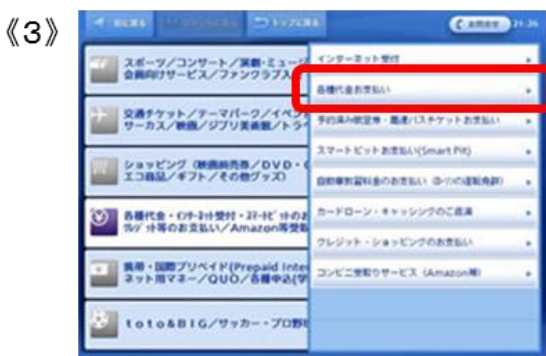 《3》
前に戻る
トップに戻る
お問合せ
21:26
スポーツ／コンサート／演劇・ミュー
会員向けサービス／ファンクラブ入
交通チケット／テーマパーク／イベン
サーカス／映画／ジブリ美術館／トラ
ショッピング（映画前売券／DVD・
エコ商品／ギフト／その他グッズ）
各種代金・インターネット受付・スマートピットのお
等のお支払い／Amazon等受取
携帯・国際プリペイド(Prepaid Inte
ネット用マネー／QUO／各種申込(学
toto&BIG／サッカー・プロ野
インターネット受付
各種代金お支払い
予約済み航空券・高速バスチケットお支払い
スマートピットお支払い(Smart Pit)
自動車教習料金のお支払い
カードローン・キャッシングのご返済
クレジット・ショッピングのお支払い
コンビニ受取りサービス（Amazon等）